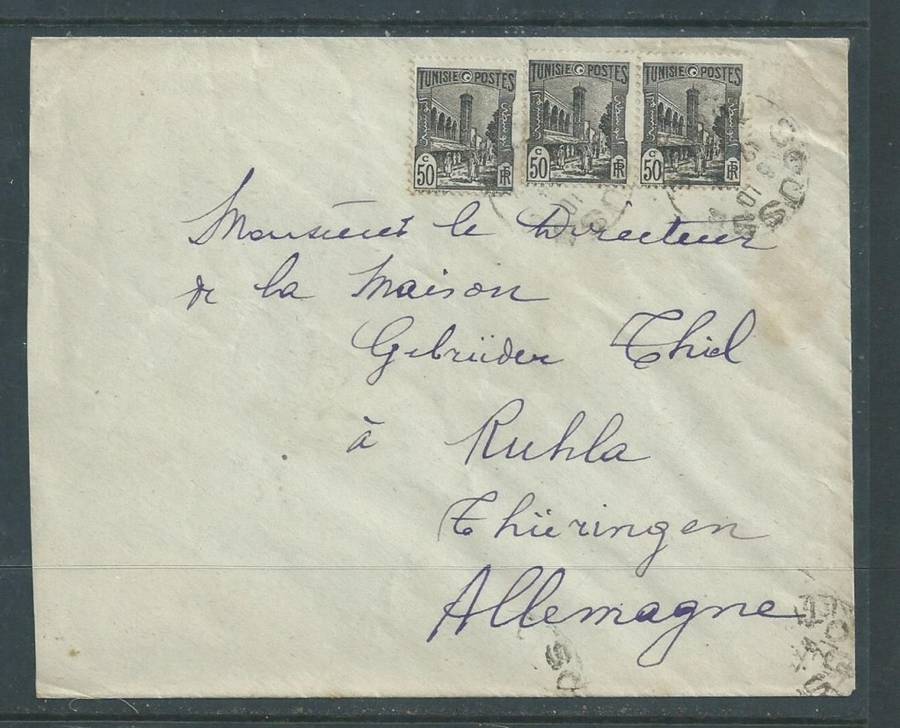 TUNISIE POSTES TUNISIE POSTES TUNISIE POSTES
C 50 RF C 50 RF C 50 RF
Monsieur le Directeur
de la Maison
Gebrüder Thiel
à Ruhla
Thüringen
Allemagne